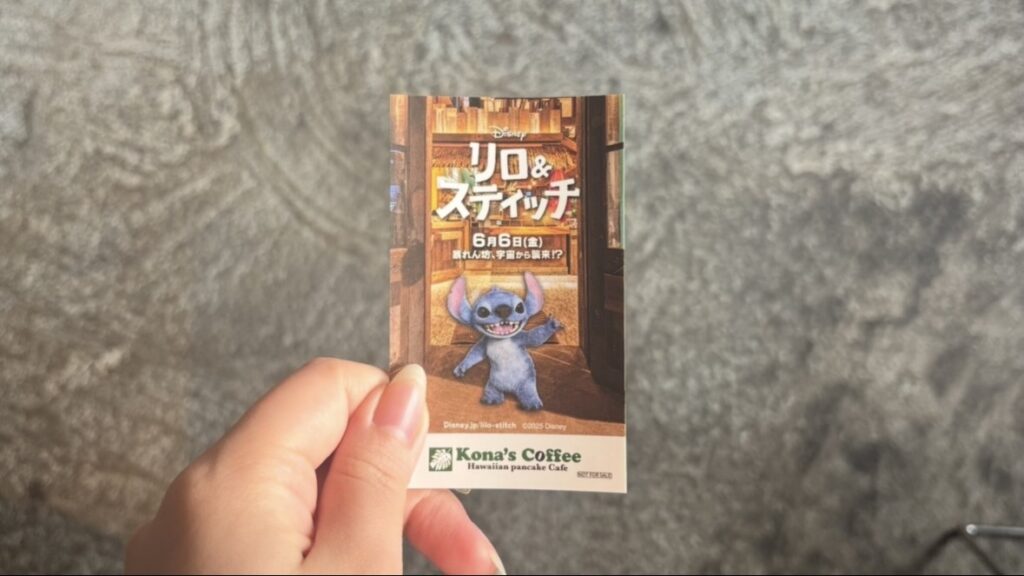 Disney
リロ&
スティッチ
6月6日(金)
暴れん坊、宇宙から襲来!?
Disney.jp/lilo-stitch ©2025 Disney
Kona's Coffee
Hawaiian pancake Cafe
NOT FOR SALE